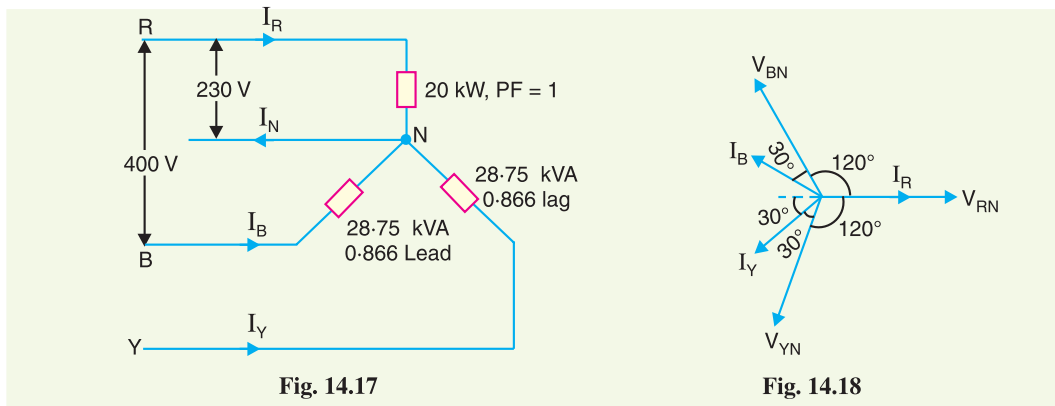 R
I_R
230 V
20 kW, PF = 1
I_N
N
400 V
28·75 kVA
0·866 lag
28·75 kVA
0·866 Lead
I_B
B
I_Y
Y
Fig. 14.17
V_BN
I_B
30°
120°
I_R
V_RN
30°
120°
30°
I_Y
V_YN
Fig. 14.18